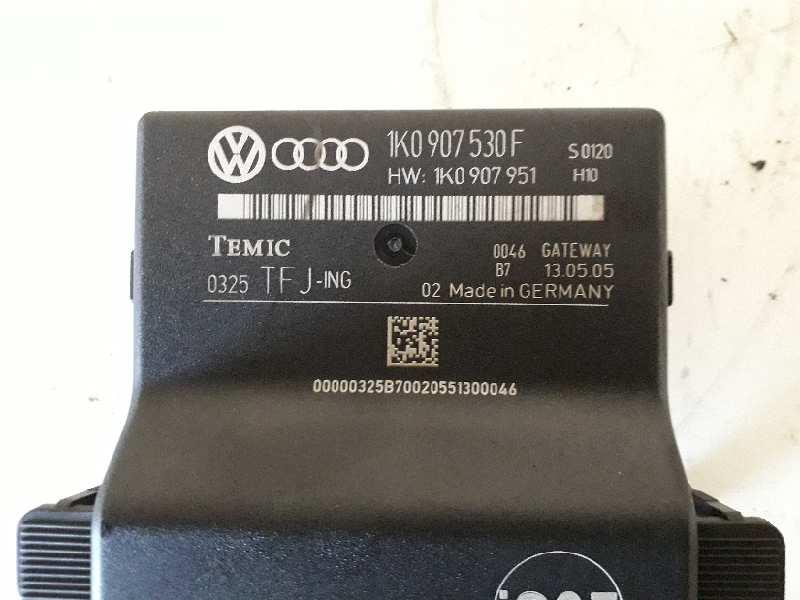 1K0 907 530 F
S 0120
HW: 1K0 907 951
H10
TEMIC
0046 GATEWAY
B7 13.05.05
0325 TFJ-ING
02 Made in GERMANY
00000325B70020551300046